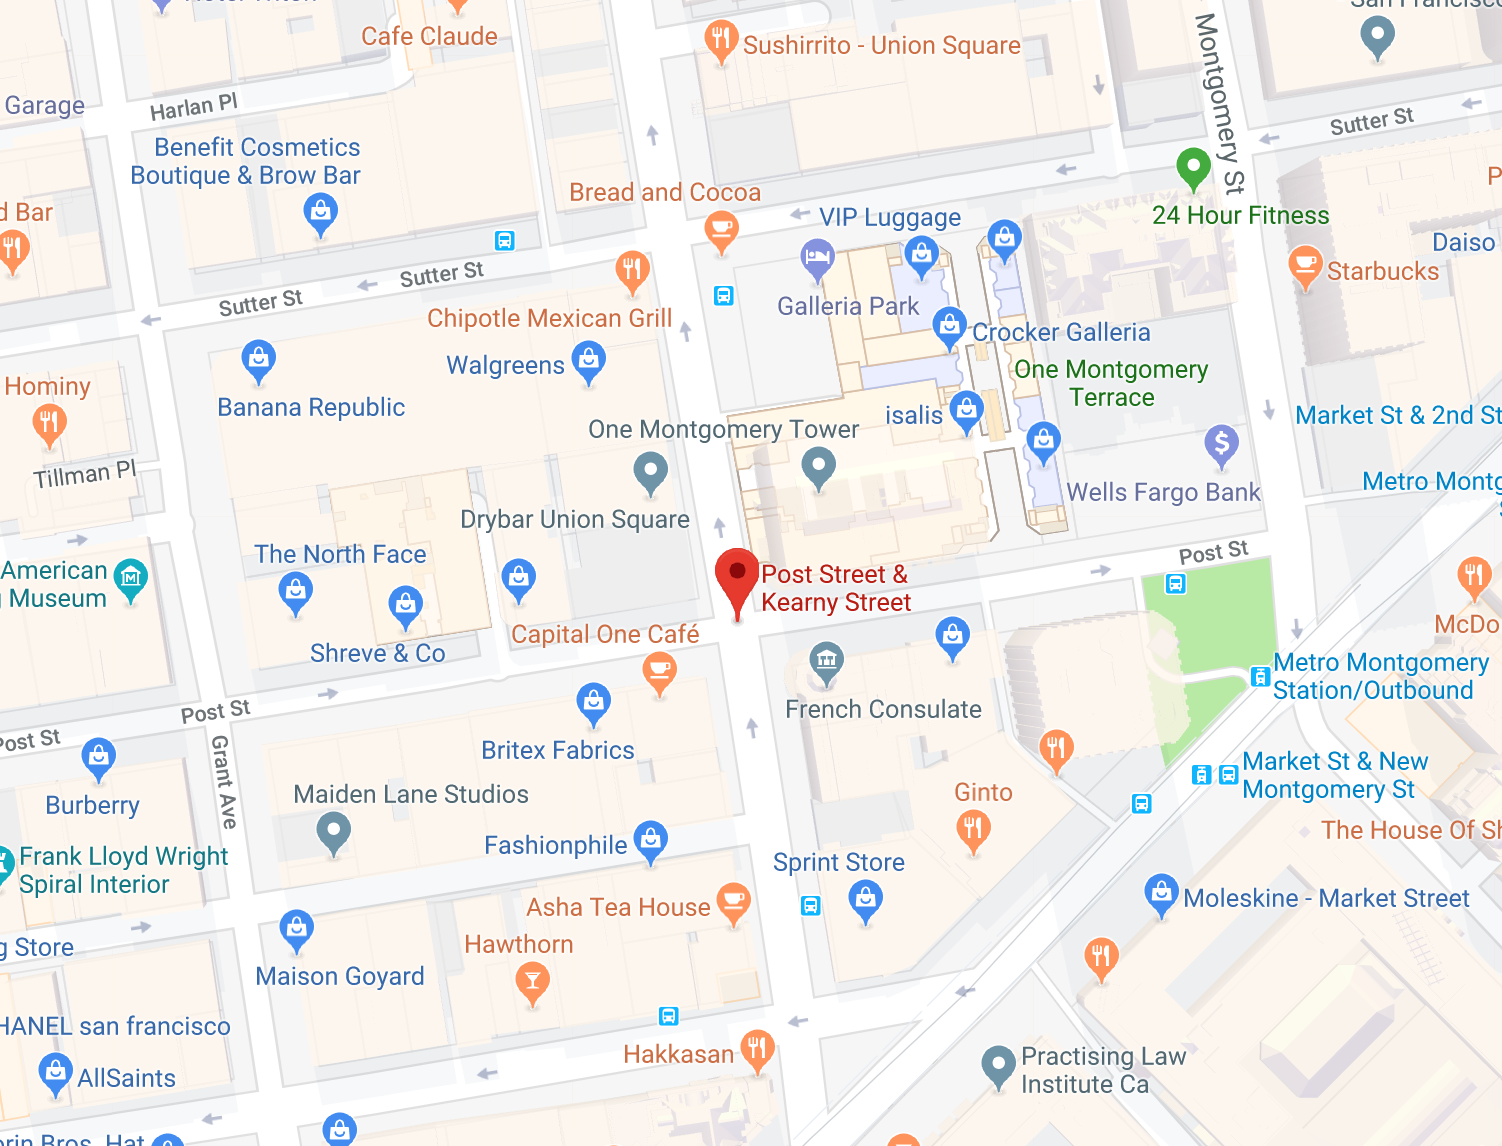 Cafe Claude
Sushirrito - Union Square
Montgomery St
Garage
Harlan Pl
Sutter St
Benefit Cosmetics
Boutique & Brow Bar
Bread and Cocoa
d Bar
VIP Luggage
24 Hour Fitness
Daiso
Starbucks
Sutter St
Sutter St
Galleria Park
Chipotle Mexican Grill
Crocker Galleria
Walgreens
One Montgomery
Terrace
Hominy
Banana Republic
isalis
Market St & 2nd St
One Montgomery Tower
Tillman Pl
Metro Montg
Wells Fargo Bank
Drybar Union Square
The North Face
Post St
American
Museum
Post Street &
Kearny Street
Capital One Café
McDo
Shreve & Co
Metro Montgomery
Station/Outbound
French Consulate
Post St
Post St
Britex Fabrics
Grant Ave
Market St & New
Montgomery St
Burberry
Maiden Lane Studios
Ginto
The House Of Sh
Fashionphile
Frank Lloyd Wright
Spiral Interior
Sprint Store
Moleskine - Market Street
Asha Tea House
g Store
Hawthorn
Maison Goyard
HANEL san francisco
Hakkasan
Practising Law
Institute Ca
AllSaints